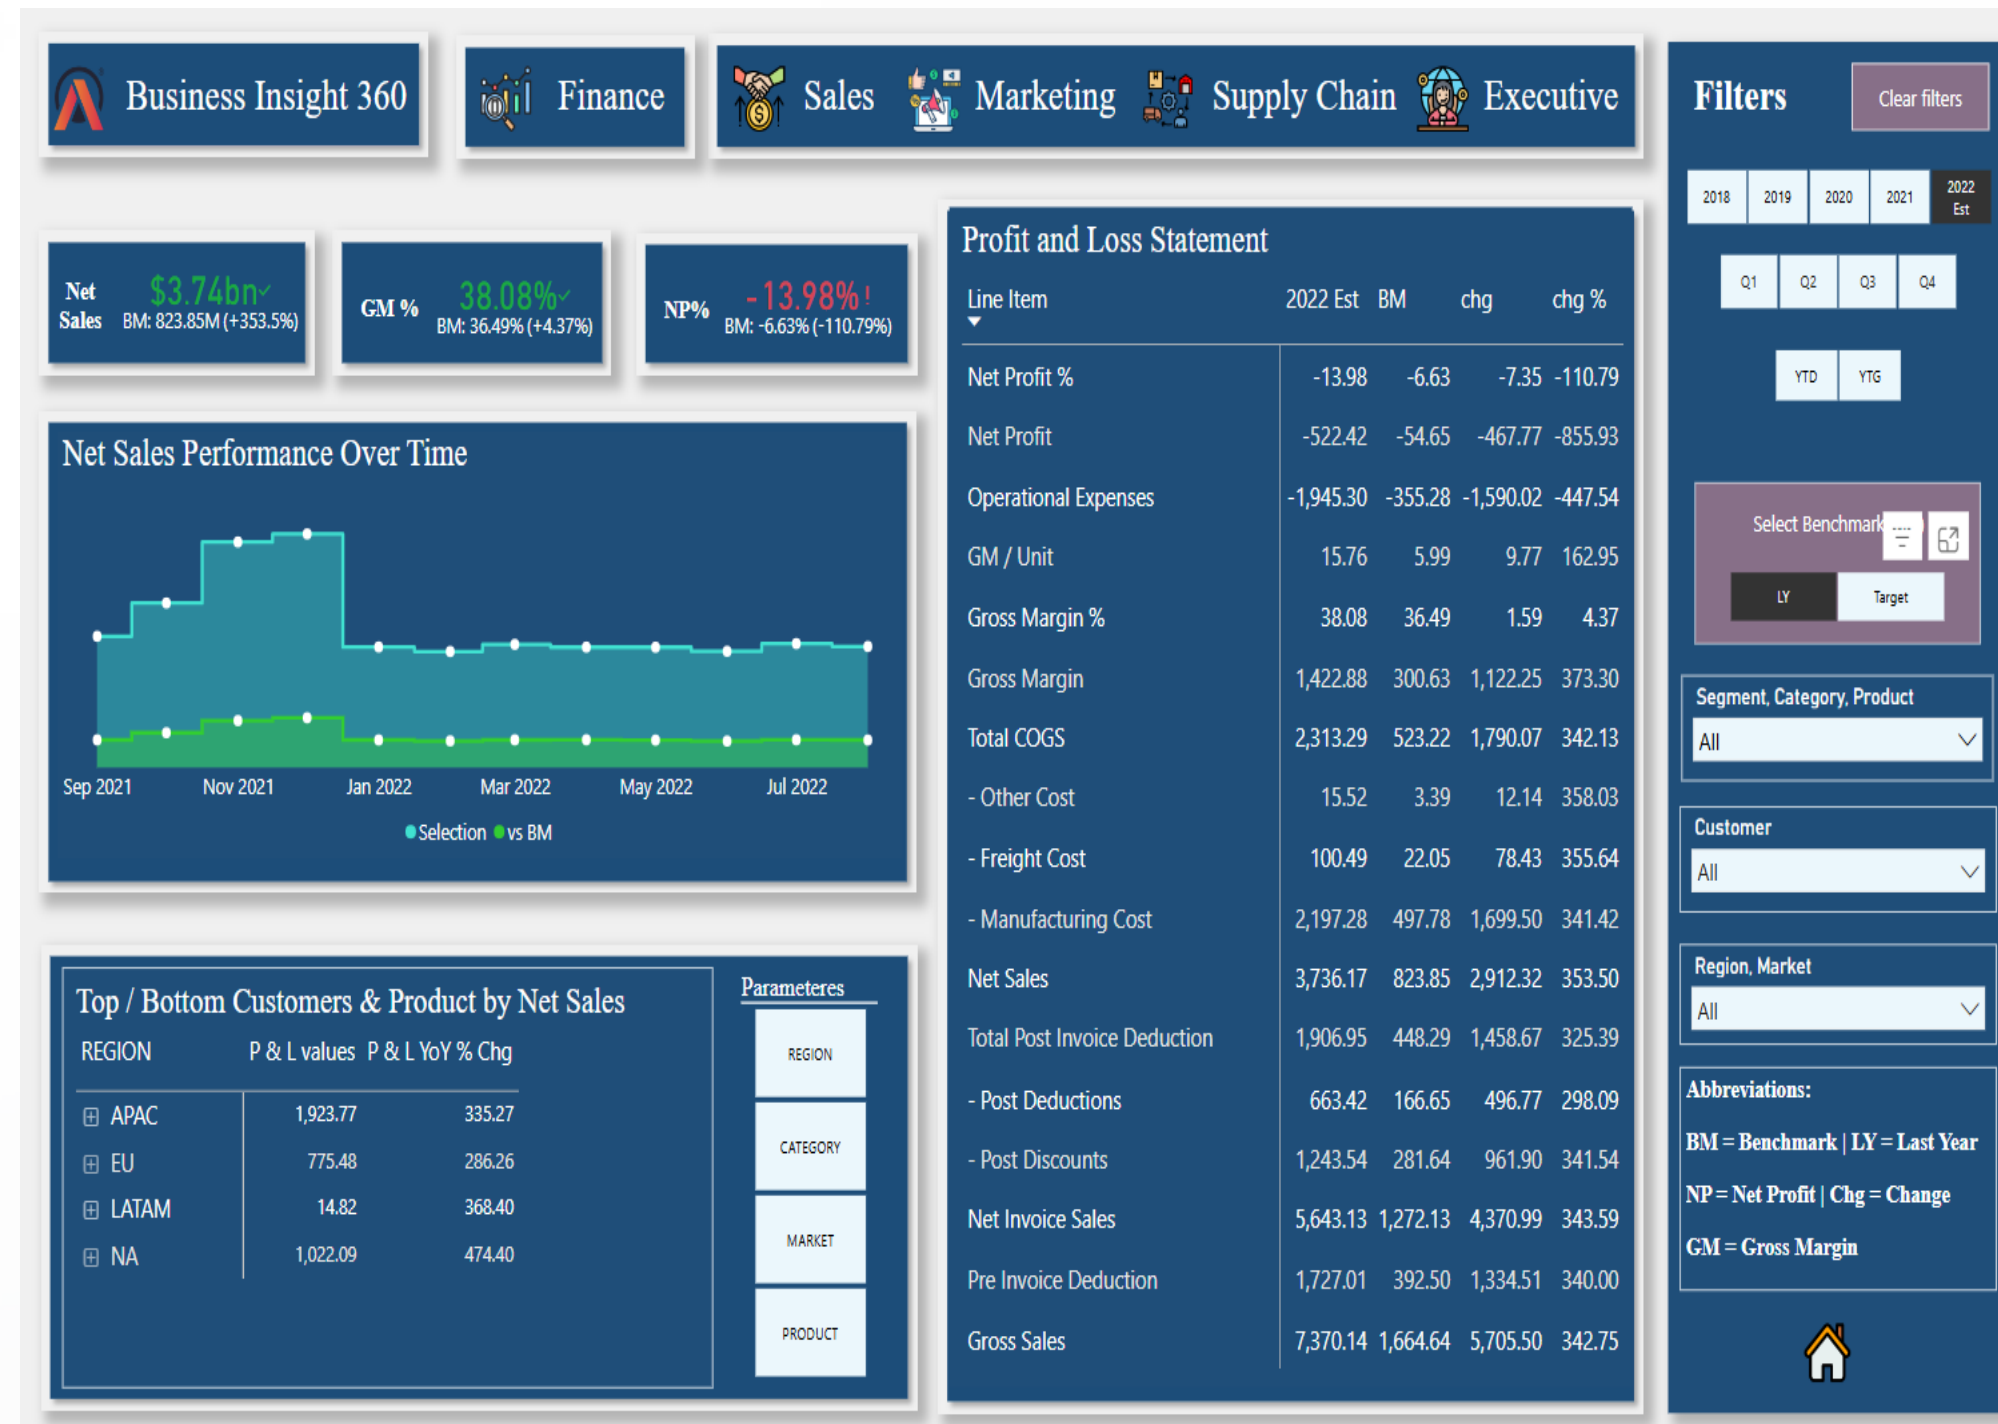 Business Insight 360
Finance
Sales
Marketing
Supply Chain
Executive
Filters
Clear filters
2018 2019 2020 2021 2022 Est
Q1 Q2 Q3 Q4
YTD YTG
Select Benchmark
LY Target
Segment, Category, Product
All
Customer
All
Region, Market
All
Abbreviations:
BM = Benchmark | LY = Last Year
NP = Net Profit | Chg = Change
GM = Gross Margin
Net Sales
$3.74bn✓
BM: 823.85M (+353.5%)
GM %
38.08%✓
BM: 36.49% (+4.37%)
NP%
-13.98% !
BM: -6.63% (-110.79%)
Net Sales Performance Over Time
Sep 2021 Nov 2021 Jan 2022 Mar 2022 May 2022 Jul 2022
Selection vs BM
Top / Bottom Customers & Product by Net Sales
REGION P & L values P & L YoY % Chg
APAC 1,923.77 335.27
EU 775.48 286.26
LATAM 14.82 368.40
NA 1,022.09 474.40
Parameteres
REGION
CATEGORY
MARKET
PRODUCT
Profit and Loss Statement
Line Item 2022 Est BM chg chg %
Net Profit % -13.98 -6.63 -7.35 -110.79
Net Profit -522.42 -54.65 -467.77 -855.93
Operational Expenses -1,945.30 -355.28 -1,590.02 -447.54
GM / Unit 15.76 5.99 9.77 162.95
Gross Margin % 38.08 36.49 1.59 4.37
Gross Margin 1,422.88 300.63 1,122.25 373.30
Total COGS 2,313.29 523.22 1,790.07 342.13
- Other Cost 15.52 3.39 12.14 358.03
- Freight Cost 100.49 22.05 78.43 355.64
- Manufacturing Cost 2,197.28 497.78 1,699.50 341.42
Net Sales 3,736.17 823.85 2,912.32 353.50
Total Post Invoice Deduction 1,906.95 448.29 1,458.67 325.39
- Post Deductions 663.42 166.65 496.77 298.09
- Post Discounts 1,243.54 281.64 961.90 341.54
Net Invoice Sales 5,643.13 1,272.13 4,370.99 343.59
Pre Invoice Deduction 1,727.01 392.50 1,334.51 340.00
Gross Sales 7,370.14 1,664.64 5,705.50 342.75